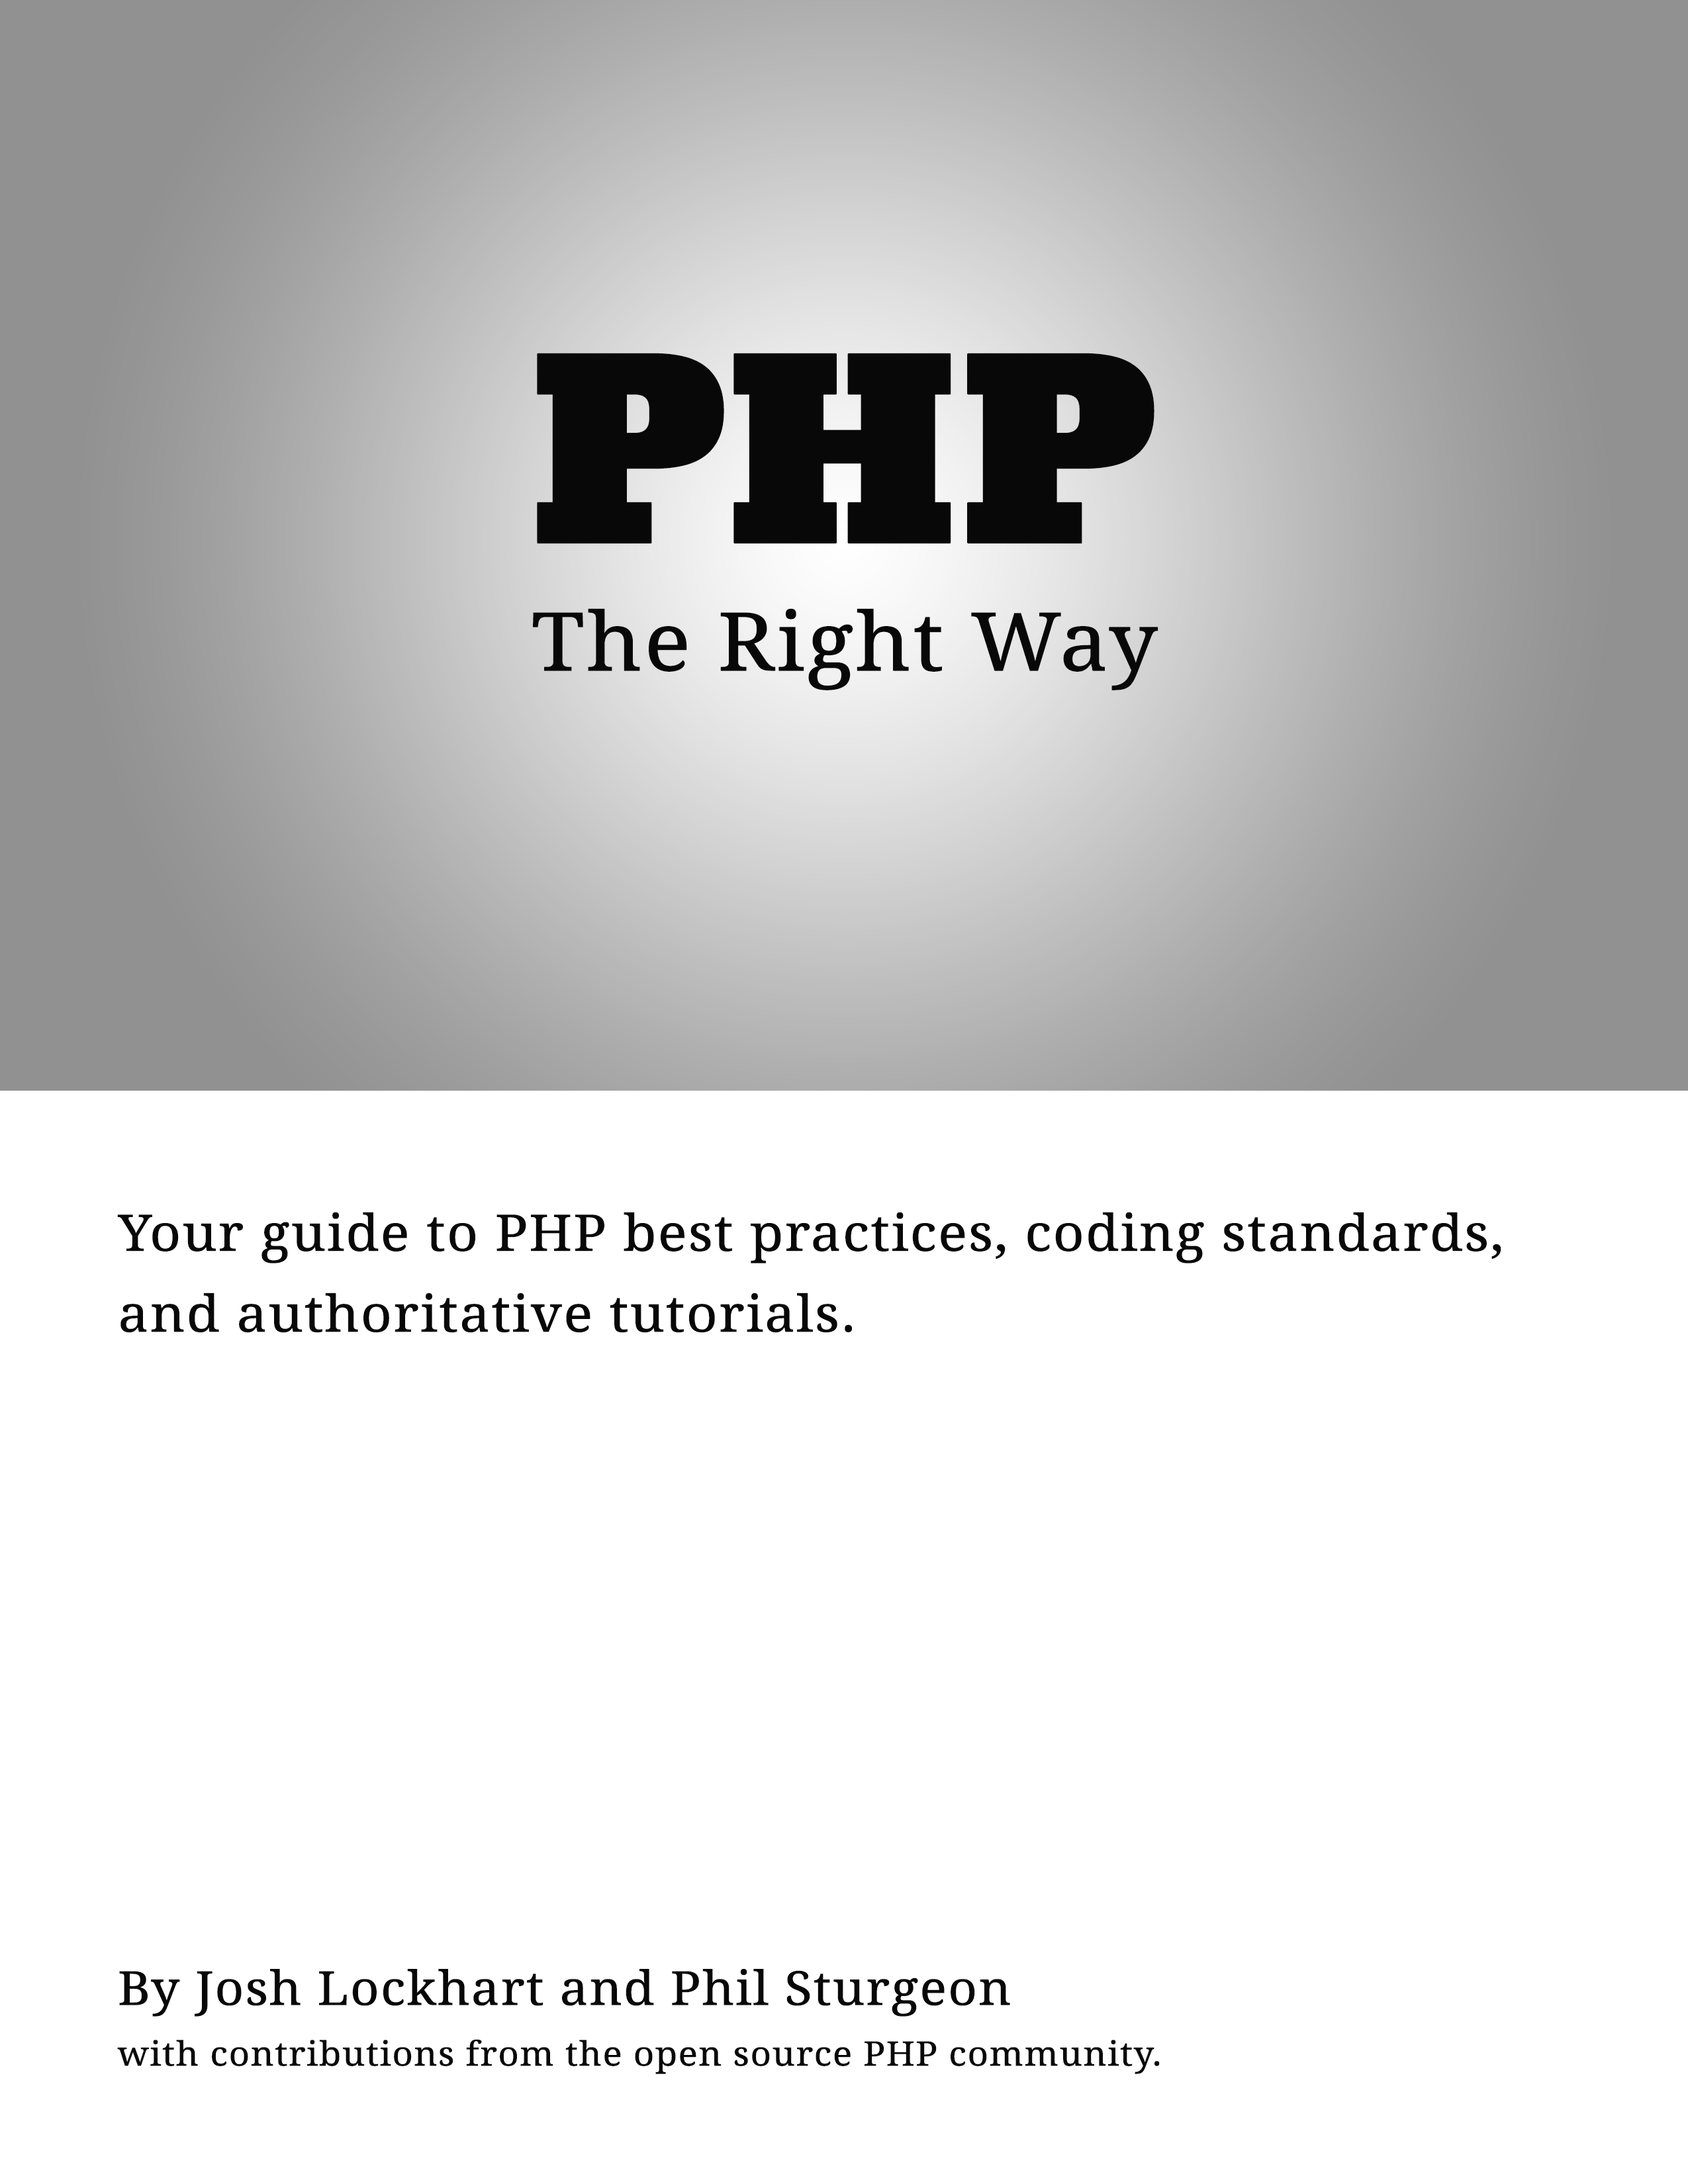 PHP
The Right Way
Your guide to PHP best practices, coding standards,
and authoritative tutorials.
By Josh Lockhart and Phil Sturgeon
with contributions from the open source PHP community.